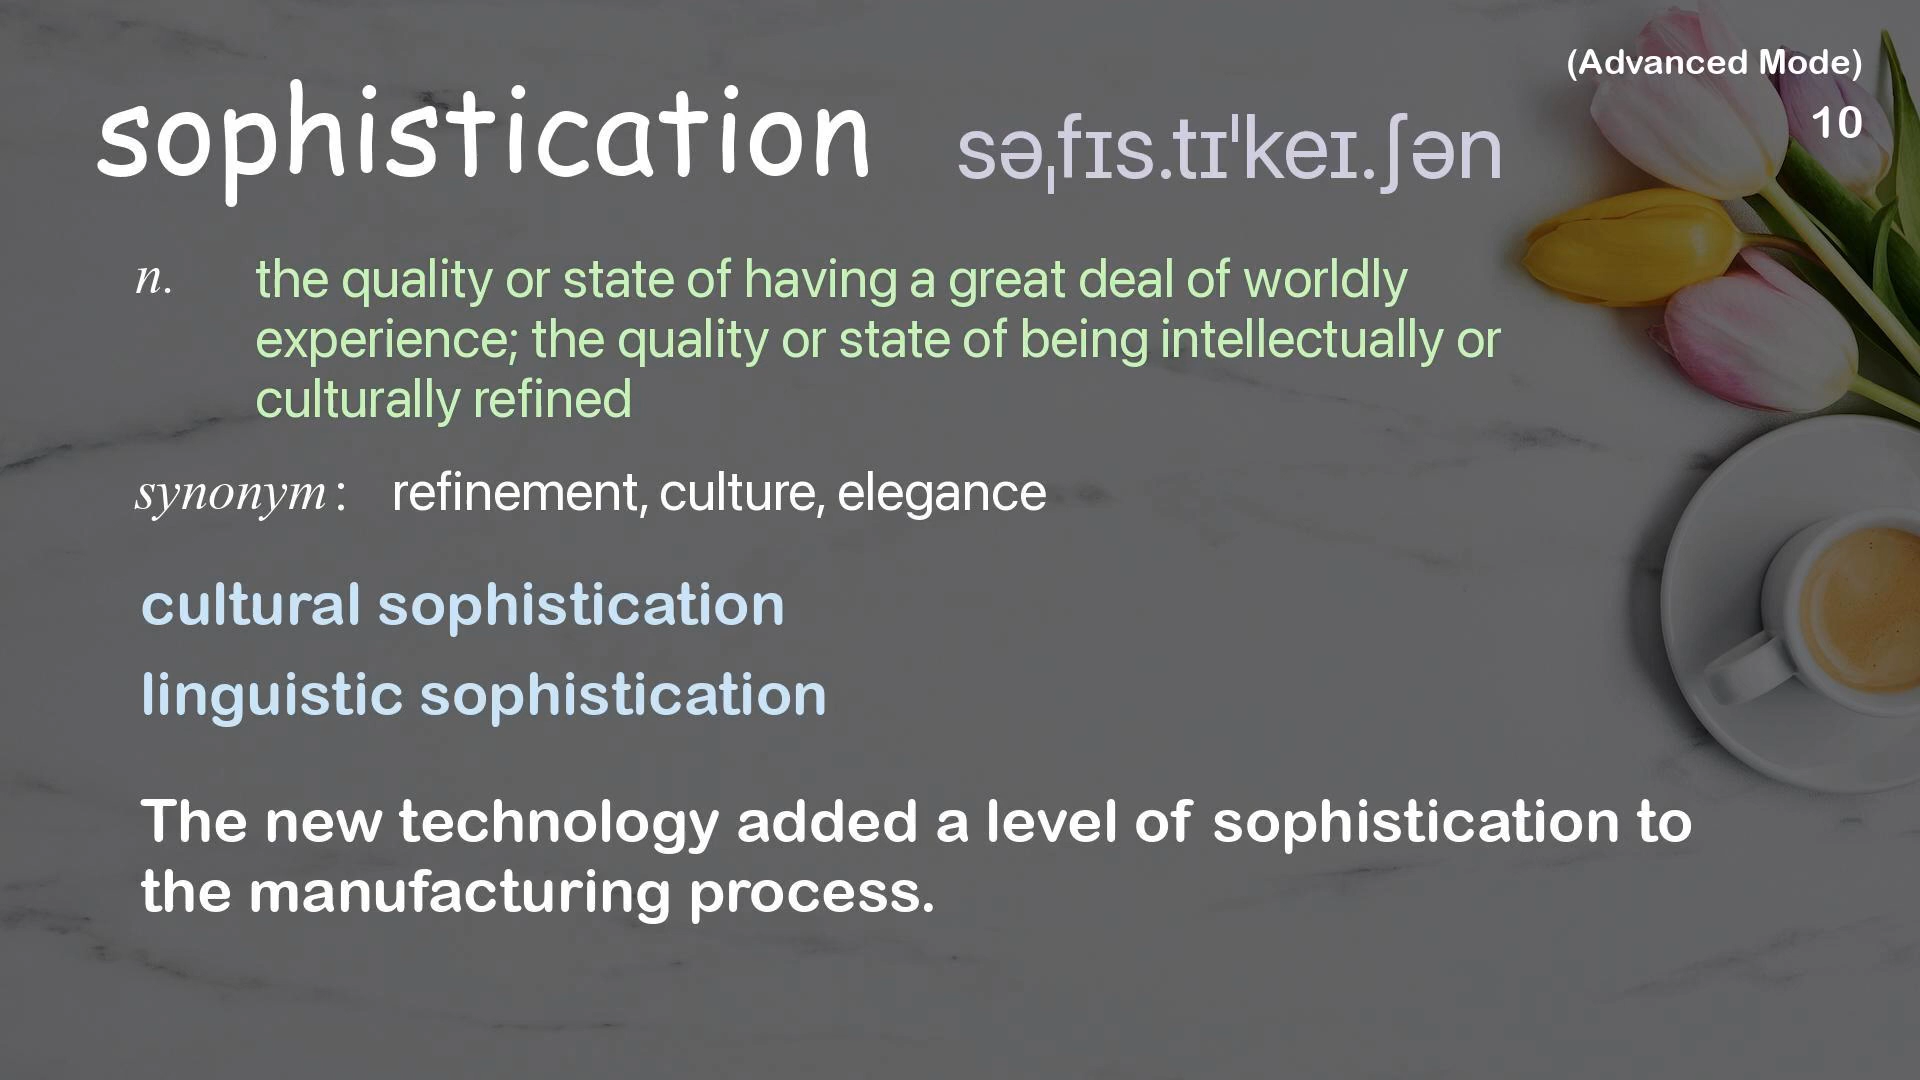 (Advanced Mode)
10
sophistication səˌfɪs.tɪˈkeɪ.ʃən
n. the quality or state of having a great deal of worldly
experience; the quality or state of being intellectually or
culturally refined
synonym: refinement, culture, elegance
cultural sophistication
linguistic sophistication
The new technology added a level of sophistication to
the manufacturing process.